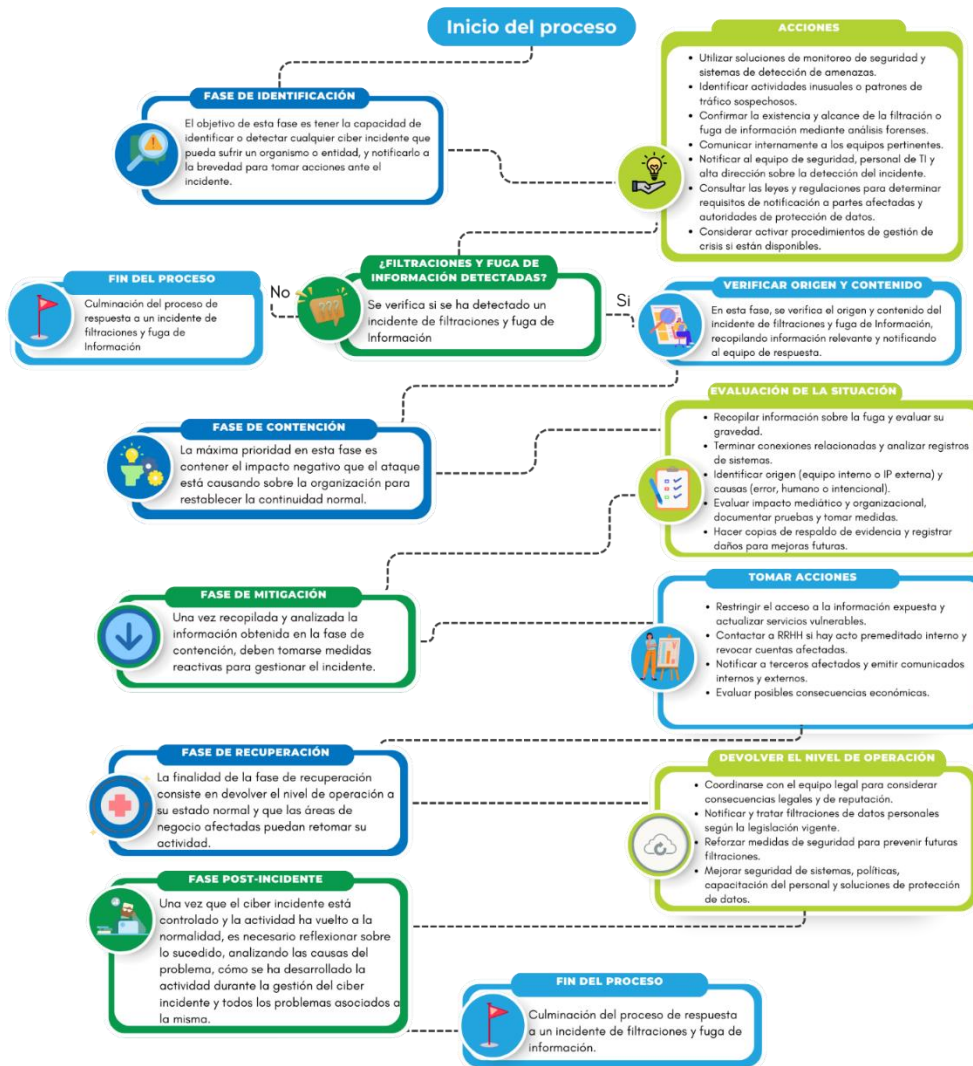 Inicio del proceso
ACCIONES
• Utilizar soluciones de monitoreo de seguridad y
sistemas de detección de amenazas.
• Identificar actividades inusuales o patrones de
tráfico sospechosos.
• Confirmar la existencia y alcance de la filtración o
fuga de información mediante análisis forenses.
• Comunicar internamente a los equipos pertinentes.
• Notificar al equipo de seguridad, personal de TI y
alta dirección sobre la detección del incidente.
• Consultar las leyes y regulaciones para determinar
requisitos de notificación a partes afectadas y
autoridades de protección de datos.
• Considerar activar procedimientos de gestión de
crisis si están disponibles.
FASE DE IDENTIFICACIÓN
El objetivo de esta fase es tener la capacidad de
identificar o detectar cualquier ciber incidente que
pueda sufrir un organismo o entidad, y notificarlo a
la brevedad para tomar acciones ante el
incidente.
¿FILTRACIONES Y FUGA DE
INFORMACIÓN DETECTADAS?
Se verifica si se ha detectado un
incidente de filtraciones y fuga de
Información
No
Si
FIN DEL PROCESO
Culminación del proceso de
respuesta a un incidente de
filtraciones y fuga de
Información
VERIFICAR ORIGEN Y CONTENIDO
En esta fase, se verifica el origen y contenido del
incidente de filtraciones y fuga de Información,
recopilando información relevante y notificando
al equipo de respuesta.
FASE DE CONTENCIÓN
La máxima prioridad en esta fase es
contener el impacto negativo que el ataque
está causando sobre la organización para
restablecer la continuidad normal.
EVALUACIÓN DE LA SITUACIÓN
• Recopilar información sobre la fuga y evaluar su
gravedad.
• Terminar conexiones relacionadas y analizar registros
de sistemas.
• Identificar origen (equipo interno o IP externa) y
causas (error, humano o intencional).
• Evaluar impacto mediático y organizacional,
documentar pruebas y tomar medidas.
• Hacer copias de respaldo de evidencia y registrar
daños para mejoras futuras.
FASE DE MITIGACIÓN
Una vez recopilada y analizada la
información obtenida en la fase de
contención, deben tomarse medidas
reactivas para gestionar el incidente.
TOMAR ACCIONES
• Restringir el acceso a la información expuesta y
actualizar servicios vulnerables.
• Contactar a RRHH si hay acto premeditado interno y
revocar cuentas afectadas.
• Notificar a terceros afectados y emitir comunicados
internos y externos.
• Evaluar posibles consecuencias económicas.
FASE DE RECUPERACIÓN
La finalidad de la fase de recuperación
consiste en devolver el nivel de operación a
su estado normal y que las áreas de
negocio afectadas puedan retomar su
actividad.
DEVOLVER EL NIVEL DE OPERACIÓN
• Coordinarse con el equipo legal para considerar
consecuencias legales y de reputación.
• Notificar y tratar filtraciones de datos personales
según la legislación vigente.
• Reforzar medidas de seguridad para prevenir futuras
filtraciones.
• Mejorar seguridad de sistemas, políticas,
capacitación del personal y soluciones de protección
de datos.
FASE POST-INCIDENTE
Una vez que el ciber incidente está
controlado y la actividad ha vuelto a la
normalidad, es necesario reflexionar sobre
lo sucedido, analizando las causas del
problema, cómo se ha desarrollado la
actividad durante la gestión del ciber
incidente y todos los problemas asociados a
la misma.
FIN DEL PROCESO
Culminación del proceso de respuesta
a un incidente de filtraciones y fuga de
información.